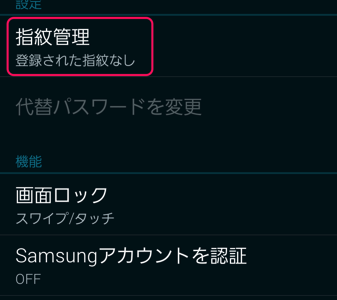 設定
指紋管理
登録された指紋なし
代替パスワードを変更
機能
画面ロック
スワイプ/タッチ
Samsungアカウントを認証
OFF